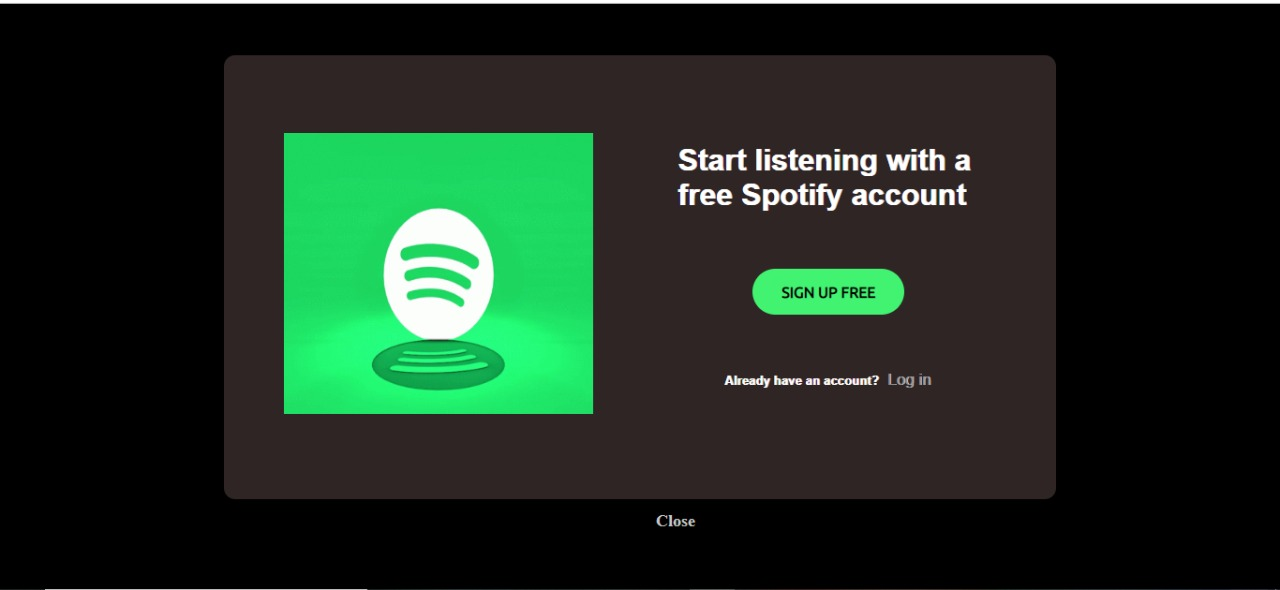 Start listening with a
free Spotify account
SIGN UP FREE
Already have an account? Log in
Close